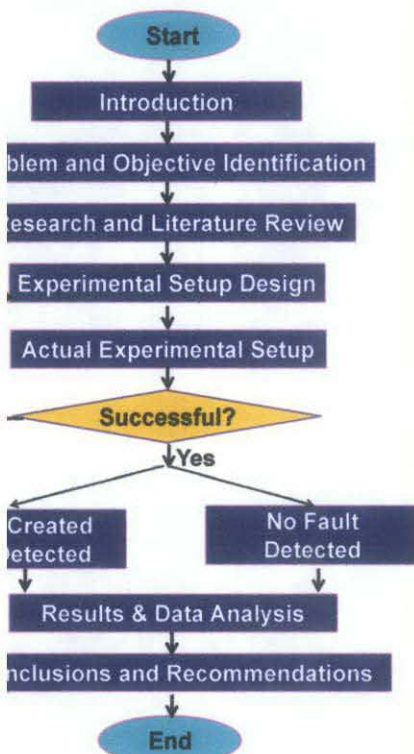 Start
Introduction
blem and Objective Identification
esearch and Literature Review
Experimental Setup Design
Actual Experimental Setup
Successful?
Yes
Created
etected
No Fault
Detected
Results & Data Analysis
nclusions and Recommendations
End